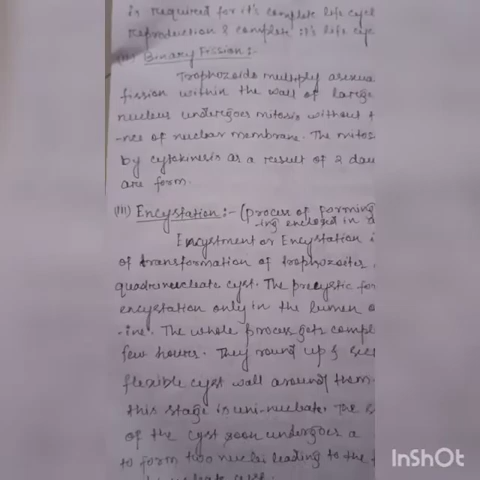 is required for it's complete life cycl
Reproduction & complete it's life cyc
(II) Binary Fission :-
Trophozoids multiply asexua
fission within the wall of large
nucleus undergoes mitosis without t
-nce of nuclear membrane. The mitos
by cytokinesis as a result of 2 dau
are form.
(III) Encystation :- (process of forming
-ing enclosed in a
Encystment or Encystation i
of transformation of trophozoites
quadrinucleate cyst. The precystic for
encystation only in the lumen o
-ine. The whole process gets compl
few hours. They round up & sec
flexible cyst wall around them
this stage is uni-nucleate. The
of the cyst soon undergoes a
to form two nuclei leading to the
InShOt